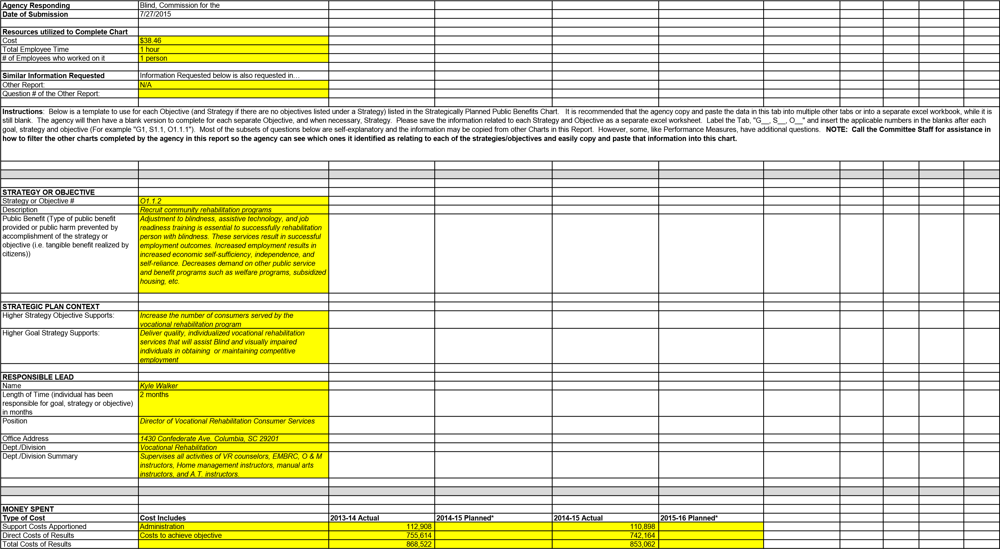 Agency Responding Blind, Commission for the
Date of Submission 7/27/2015
Resources utilized to Complete Chart
Cost $38.46
Total Employee Time 1 hour
# of Employees who worked on it 1 person
Similar Information Requested Information Requested below is also requested in…
Other Report: N/A
Question # of the Other Report:
Instructions:  Below is a template to use for each Objective (and Strategy if there are no objectives listed under a Strategy) listed in the Strategically Planned Public Benefits Chart.   It is recommended that the agency copy and paste the data in this tab into multiple other tabs or into a separate excel workbook, while it is
still blank.  The agency will then have a blank version to complete for each separate Objective, and when necessary, Strategy.  Please save the information related to each Strategy and Objective as a separate excel worksheet.  Label the Tab, "G__, S__, O__" and insert the applicable numbers in the blanks after each
goal, strategy and objective (For example "G1, S1.1, O1.1.1").  Most of the subsets of questions below are self-explanatory and the information may be copied from other Charts in this Report.  However, some, like Performance Measures, have additional questions.   NOTE:  Call the Committee Staff for assistance in
how to filter the other charts completed by the agency in this report so the agency can see which ones it identified as relating to each of the strategies/objectives and easily copy and paste that information into this chart.
STRATEGY OR OBJECTIVE
Strategy or Objective # O1.1.2
Description Recruit community rehabilitation programs
Public Benefit (Type of public benefit
provided or public harm prevented by
accomplishment of the strategy or
objective (i.e. tangible benefit realized by
citizens))
Adjustment to blindness, assistive technology, and job
readiness training is essential to successfully rehabilitation
person with blindness. These services result in successful
employment outcomes. Increased employment results in
increased economic self-sufficiency, independence, and
self-reliance. Decreases demand on other public service
and benefit programs such as welfare programs, subsidized
housing, etc.
STRATEGIC PLAN CONTEXT
Higher Strategy Objective Supports:
Increase the number of consumers served by the
vocational rehabilitation program
Higher Goal Strategy Supports:
Deliver quality, individualized vocational rehabilitation
services that will assist Blind and visually impaired
individuals in obtaining  or maintaining competitive
employment
RESPONSIBLE LEAD
Name Kyle Walker
Length of Time (individual has been
responsible for goal, strategy or objective)
in months
2 months
Position Director of Vocational Rehabilitation Consumer Services
Office Address 1430 Confederate Ave. Columbia, SC 29201
Dept./Division Vocational Rehabilitation
Dept./Division Summary
Supervises all activities of VR counselors, EMBRC, O & M
instructors, Home management instructors, manual arts
instructors, and A.T. instructors.
MONEY SPENT
Type of Cost Cost Includes 2013-14 Actual 2014-15 Planned* 2014-15 Actual 2015-16 Planned*
Support Costs Apportioned Administration 112,908 110,898
Direct Costs of Results Costs to achieve objective 755,614 742,164
Total Costs of Results 868,522 853,062